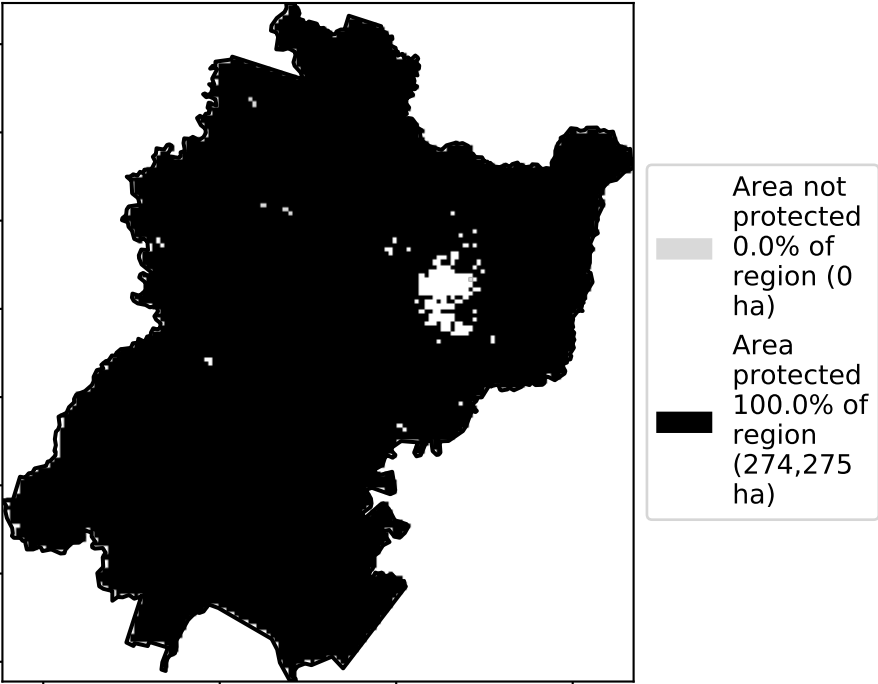 Area not
protected
0.0% of
region (0
ha)
Area
protected
100.0% of
region
(274,275
ha)